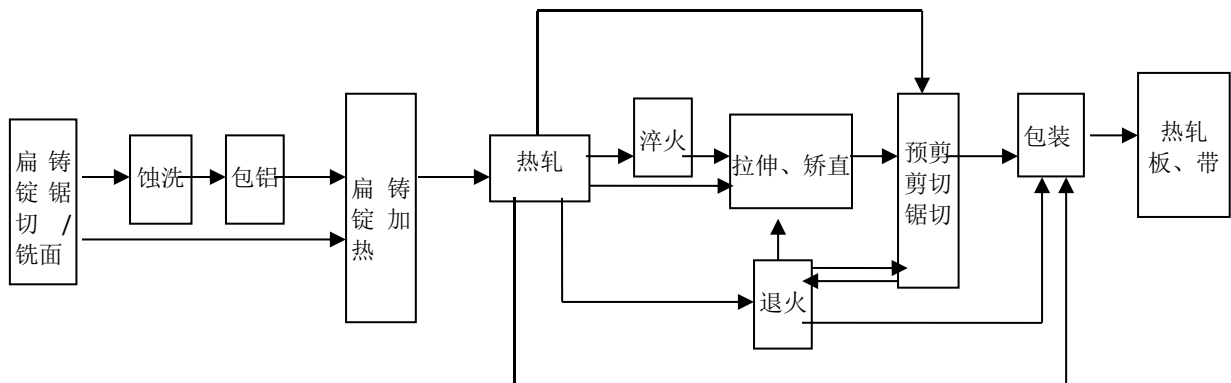 扁 铸
锭 锯
切 /
铣面
蚀洗
包铝
扁 铸
锭 加
热
热轧
淬火
拉伸、矫直
退火
预剪
剪切
锯切
包装
热轧
板、带